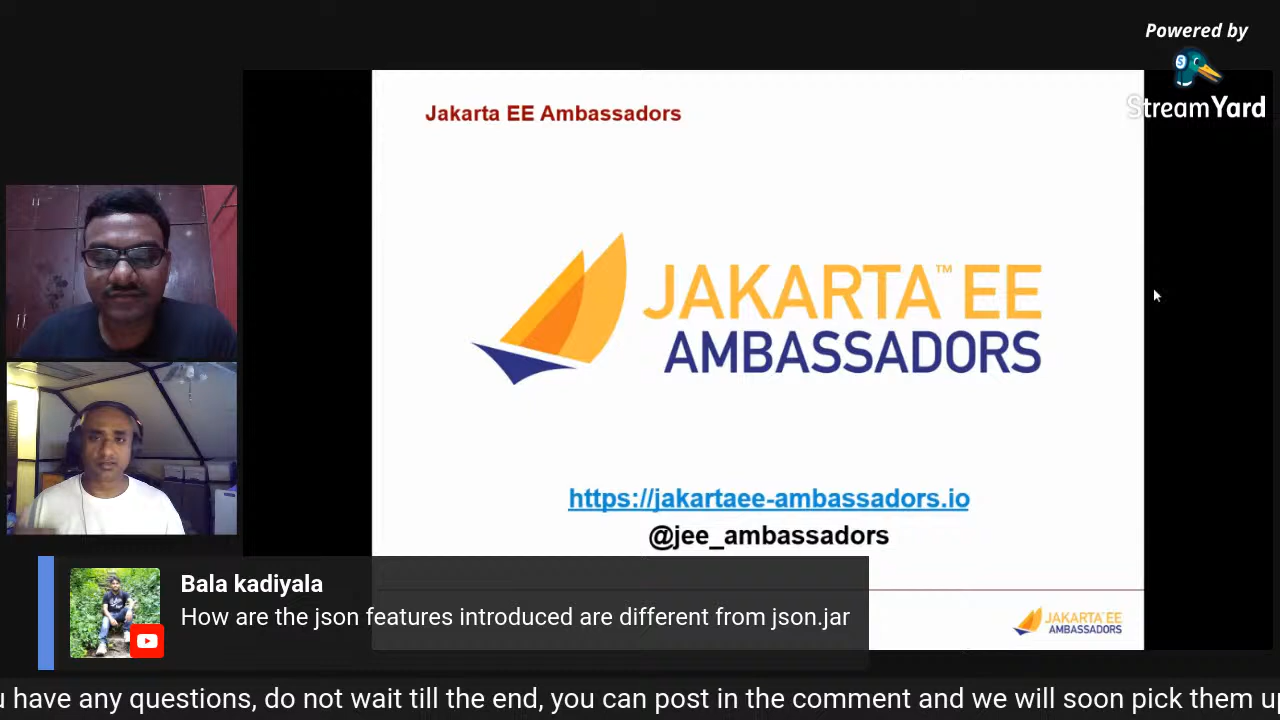 Powered by
StreamYard
Jakarta EE Ambassadors
JAKARTA™ EE
AMBASSADORS
https://jakartaee-ambassadors.io
@jee_ambassadors
Bala kadiyala
How are the json features introduced are different from json.jar
JAKARTA EE
AMBASSADORS
have any questions, do not wait till the end, you can post in the comment and we will soon pick them